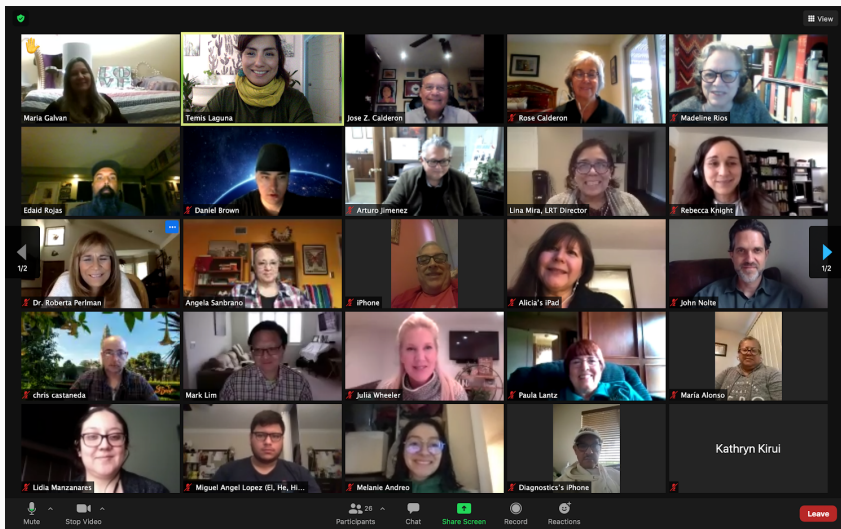 View
Maria Galvan
Temis Laguna
Jose Z. Calderon
Rose Calderon
Madeline Rios
Edaid Rojas
Daniel Brown
Arturo Jimenez
Lina Mira, LRT Director
Rebecca Knight
1/2
1/2
Dr. Roberta Perlman
Angela Sanbrano
iPhone
Alicia's iPad
John Nolte
chris castaneda
Mark Lim
Julia Wheeler
Paula Lantz
María Alonso
Kathryn Kirui
Lidia Manzanares
Miguel Angel Lopez (El, He, Hi...
Melanie Andreo
Diagnostics's iPhone
Mute
Stop Video
26
Participants
Chat
Share Screen
Record
Reactions
Leave